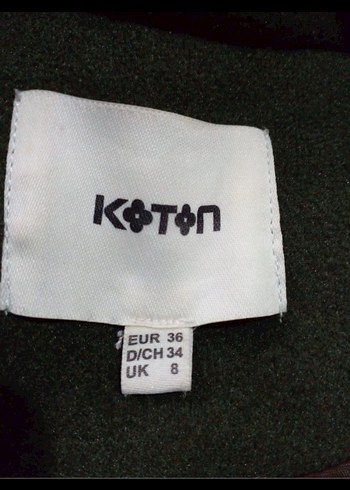 KOTON
EUR 36
D/CH 34
UK 8